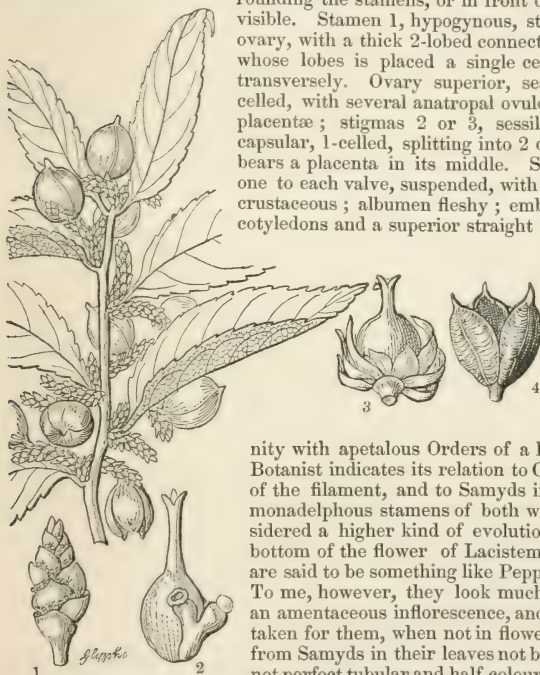 rounding the stamens, or in front o
visible. Stamen 1, hypogynous, st
ovary, with a thick 2-lobed connect
whose lobes is placed a single ce
transversely. Ovary superior, se
celled, with several anatropal ovul
placentæ ; stigmas 2 or 3, sessil
capsular, 1-celled, splitting into 2 o
bears a placenta in its middle. S
one to each valve, suspended, with
crustaceous ; albumen fleshy ; emb
cotyledons and a superior straight
3
4
nity with apetalous Orders of a l
Botanist indicates its relation to C
of the filament, and to Samyds i
monadelphous stamens of both w
sidered a higher kind of evolutio
bottom of the flower of Lacistem
are said to be something like Pepp
To me, however, they look much
an amentaceous inflorescence, and
taken for them, when not in flowe
from Samyds in their leaves not b
not perfect tubular and half colour
Glyppho
1
2